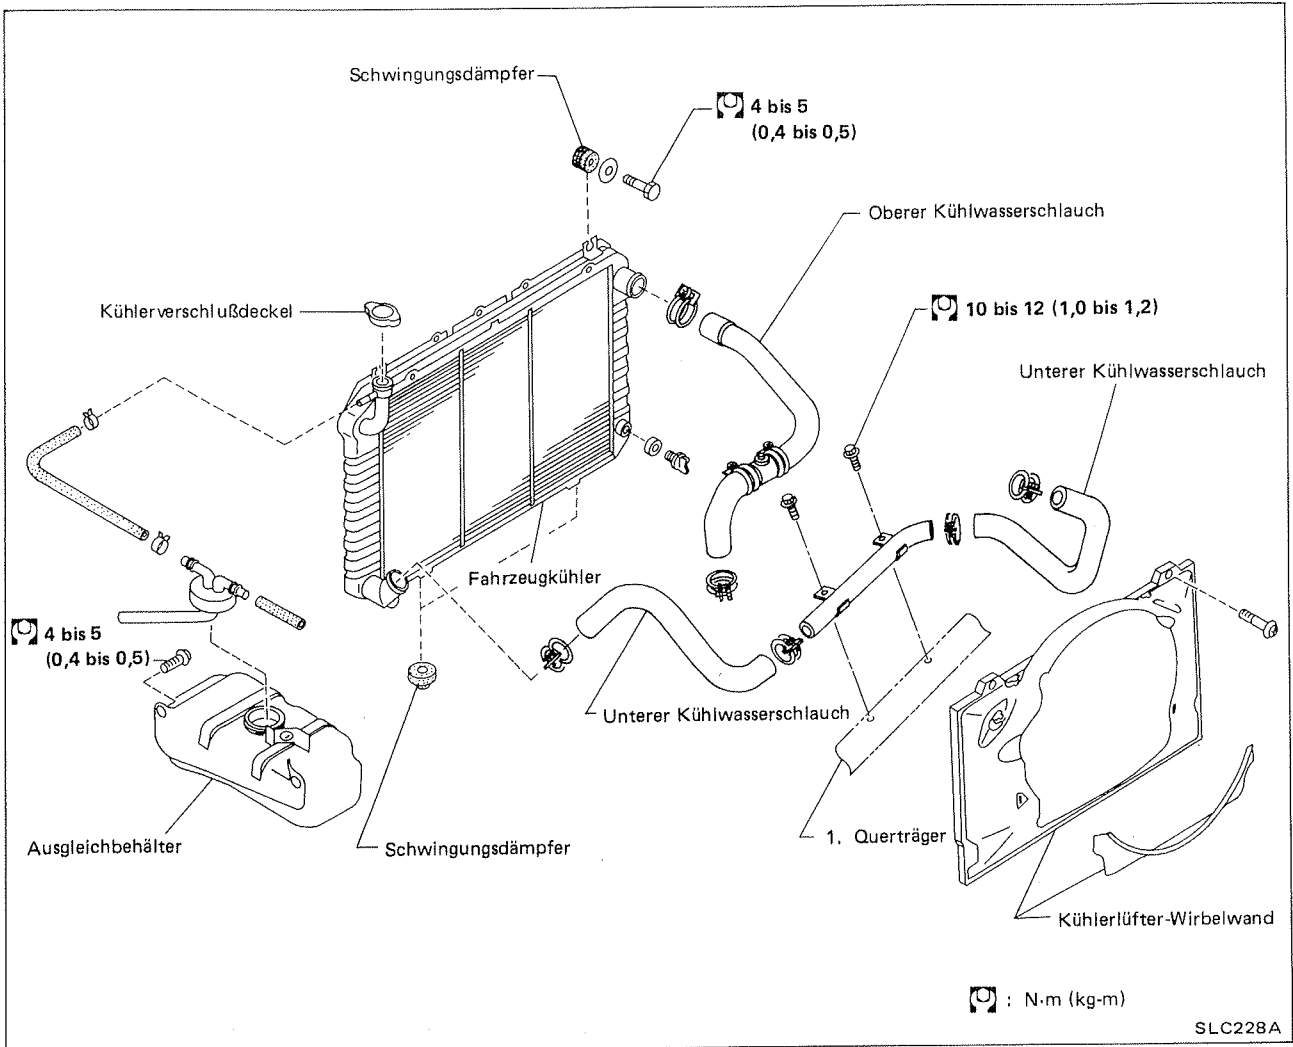 Schwingungsdämpfer
4 bis 5
(0,4 bis 0,5)
Oberer Kühlwasserschlauch
Kühlerverschlußdeckel
10 bis 12 (1,0 bis 1,2)
Unterer Kühlwasserschlauch
Fahrzeugkühler
4 bis 5
(0,4 bis 0,5)
Unterer Kühlwasserschlauch
Ausgleichbehälter
Schwingungsdämpfer
1. Querträger
Kühlerlüfter-Wirbelwand
: N·m (kg-m)
SLC228A